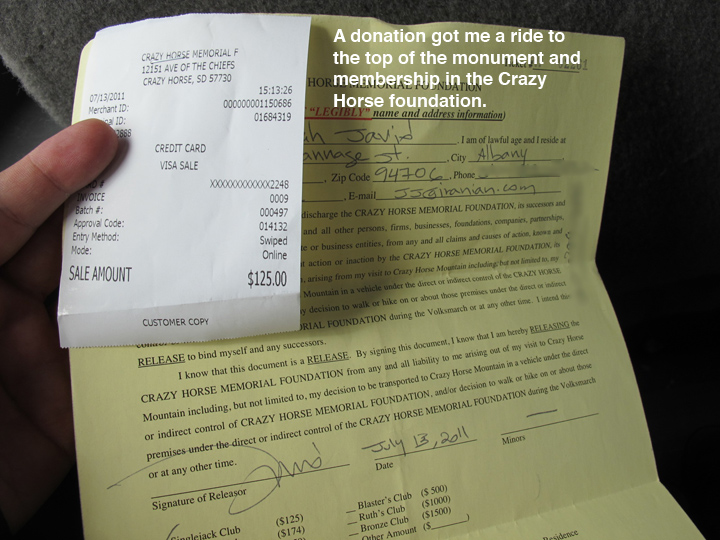 A donation got me a ride to
the top of the monument and
membership in the Crazy
Horse foundation.
CRAZY HORSE MEMORIAL F
12151 AVE OF THE CHIEFS
CRAZY HORSE, SD 57730
07/13/2011 15:13:26
Merchant ID: 00000001150686
nal ID: 01684319
2888
CREDIT CARD
VISA SALE
# XXXXXXXXXXXX2248
INVOICE 0009
Batch #: 000497
Approval Code: 014132
Entry Method: Swiped
Mode: Online
SALE AMOUNT $125.00
CUSTOMER COPY
HORSE MEMORIAL FOUNDATION
"LEGIBLY" name and address information)
Javid , I am of lawful age and I reside at
St. , City Albany
, Zip Code 94706 , Phone
, E-mail jj@iranian.com
discharge the CRAZY HORSE MEMORIAL FOUNDATION, its successors and
and all other persons, firms, businesses, foundations, companies, partnerships,
te or business entities, from any and all claims and causes of action, known and
t action or inaction by the CRAZY HORSE MEMORIAL FOUNDATION, its
, arising from my visit to Crazy Horse Mountain including, but not limited to, my
Mountain in a vehicle under the direct or indirect control of the CRAZY HORSE
y decision to walk or hike on or about those premises under the direct or indirect
ORIAL FOUNDATION during the Volksmarch or at any other time. I intend this
RELEASE to bind myself and any successors.
I know that this document is a RELEASE. By signing this document, I know that I am hereby RELEASING the
CRAZY HORSE MEMORIAL FOUNDATION from any and all liability to me arising out of my visit to Crazy Horse
Mountain including, but not limited to, my decision to be transported to Crazy Horse Mountain in a vehicle under the direct
or indirect control of CRAZY HORSE MEMORIAL FOUNDATION, and/or decision to walk or hike on or about those
premises under the direct or indirect control of the CRAZY HORSE MEMORIAL FOUNDATION during the Volksmarch
or at any other time.
July 13, 2011
Signature of Releasor Date Minors
Singlejack Club ($125) Blaster's Club ($ 500)
($174) Ruth's Club ($1000)
Bronze Club ($1500)
Other Amount ($ )
Residence